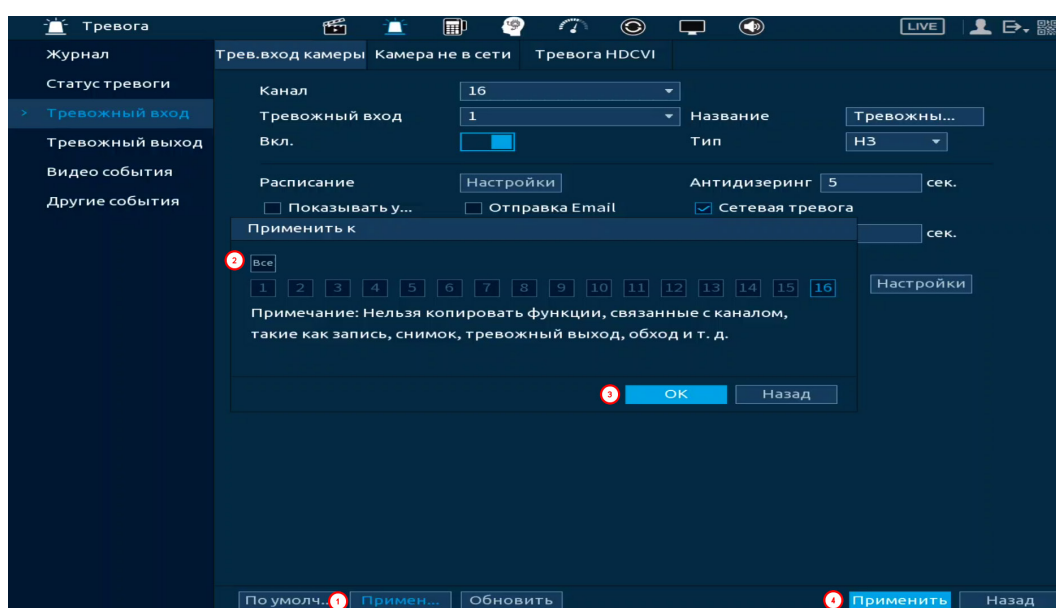 Тревога LIVE
Журнал
Трев.вход камеры Камера не в сети Тревога HDCVI
Статус тревоги
Канал 16
> Тревожный вход
Тревожный вход 1 Название Тревожны...
Тревожный выход
Вкл. Тип НЗ
Видео события
Расписание Настройки Антидизеринг 5 сек.
Другие события
Показывать у... Отправка Email Сетевая тревога
Применить к
сек.
2 Все
1 2 3 4 5 6 7 8 9 10 11 12 13 14 15 16
Настройки
Примечание: Нельзя копировать функции, связанные с каналом,
такие как запись, снимок, тревожный выход, обход и т. д.
3 OK Назад
По умолч... 1 Примен... Обновить 4 Применить Назад